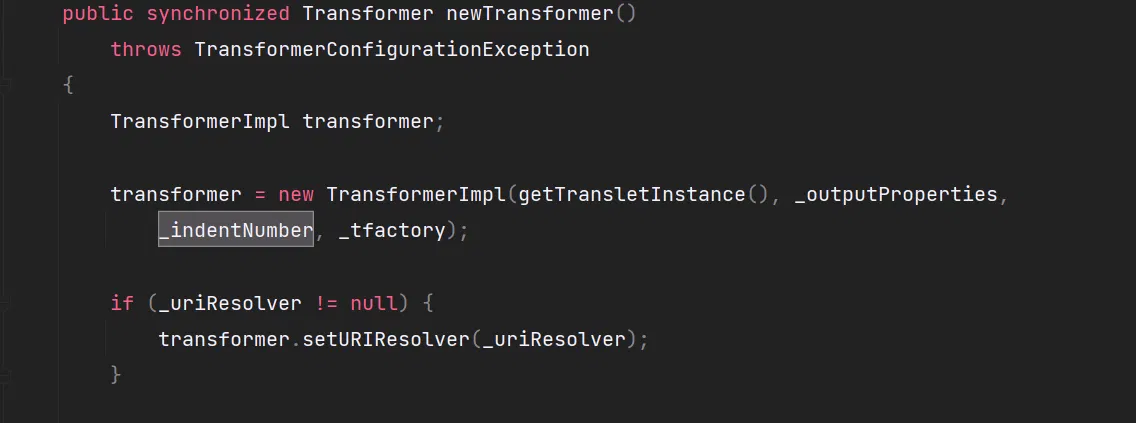 public synchronized Transformer newTransformer()
throws TransformerConfigurationException
{
TransformerImpl transformer;
transformer = new TransformerImpl(getTransletInstance(), _outputProperties,
_indentNumber, _tfactory);
if (_uriResolver != null) {
transformer.setURIResolver(_uriResolver);
}